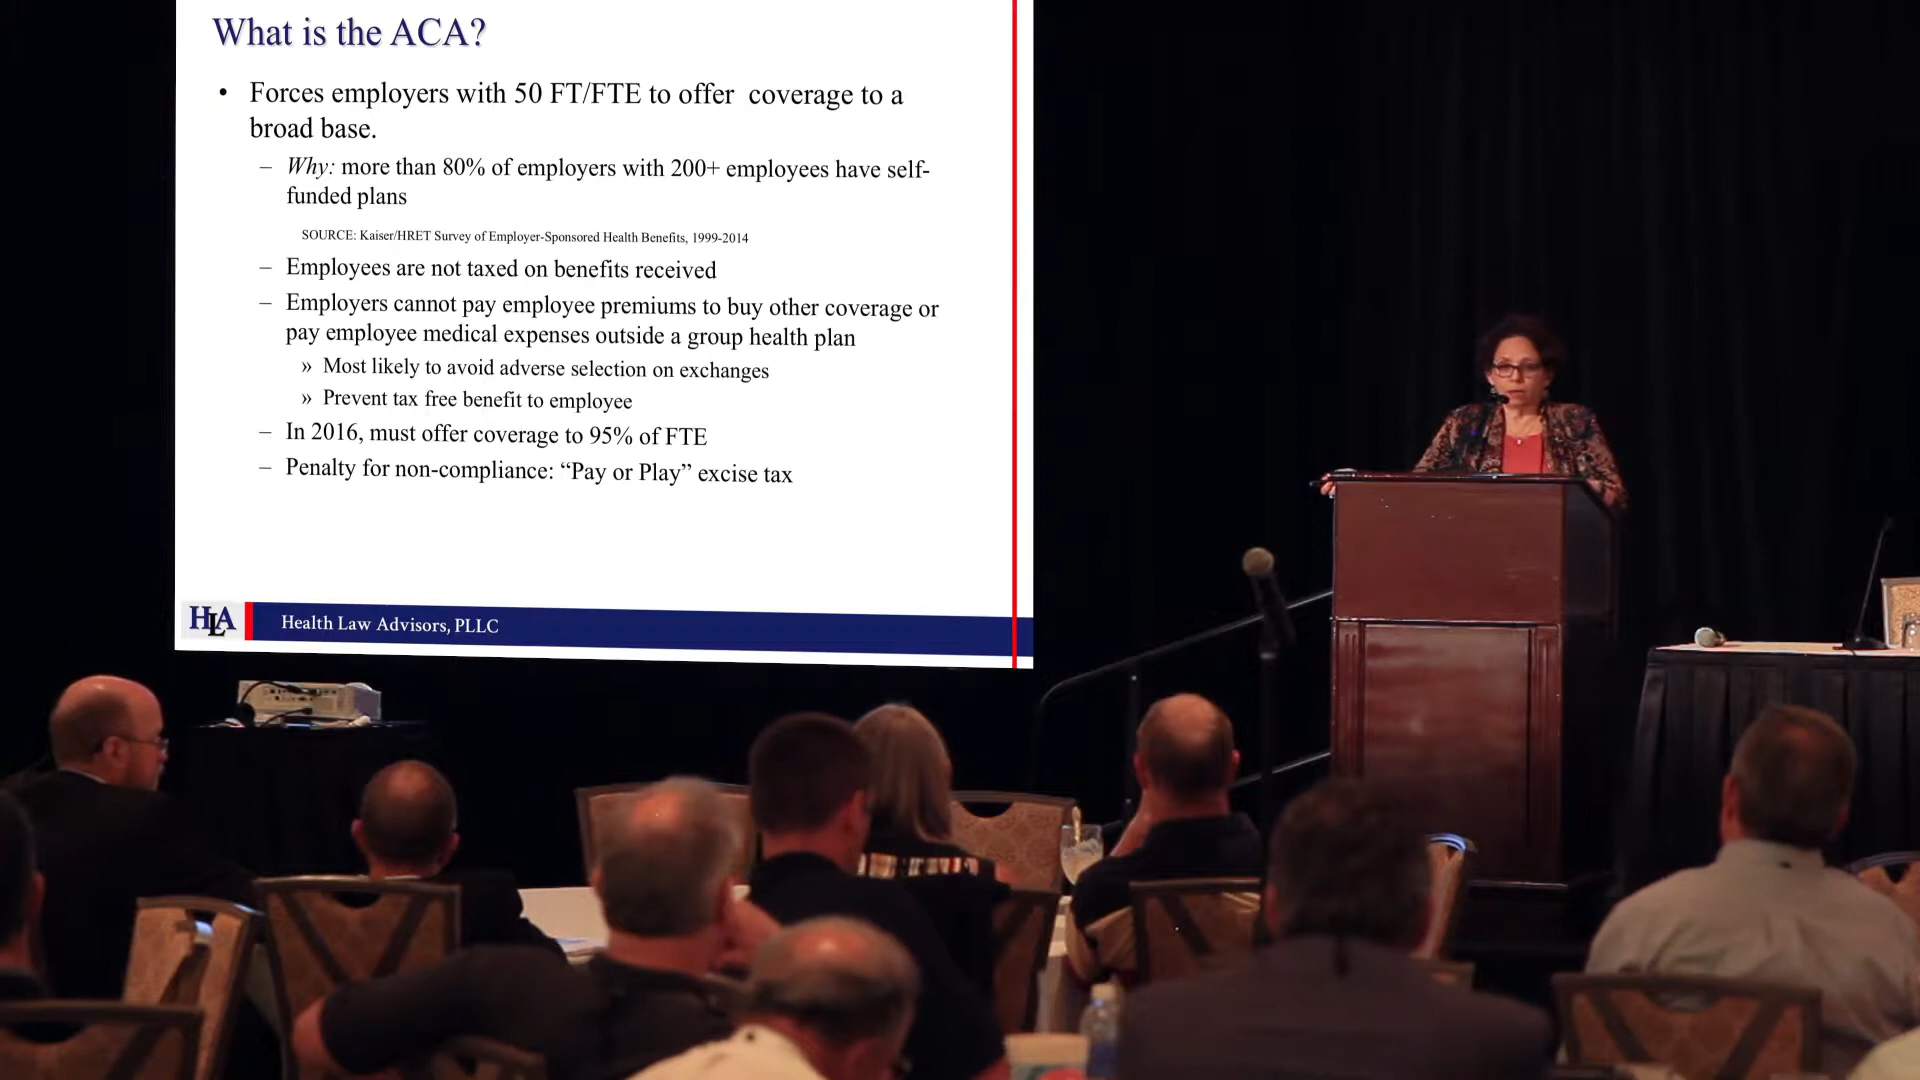 What is the ACA?
• Forces employers with 50 FT/FTE to offer coverage to a
broad base.
– Why: more than 80% of employers with 200+ employees have self-
funded plans
SOURCE: Kaiser/HRET Survey of Employer-Sponsored Health Benefits, 1999-2014
– Employees are not taxed on benefits received
– Employers cannot pay employee premiums to buy other coverage or
pay employee medical expenses outside a group health plan
» Most likely to avoid adverse selection on exchanges
» Prevent tax free benefit to employee
– In 2016, must offer coverage to 95% of FTE
– Penalty for non-compliance: “Pay or Play” excise tax
HLA Health Law Advisors, PLLC